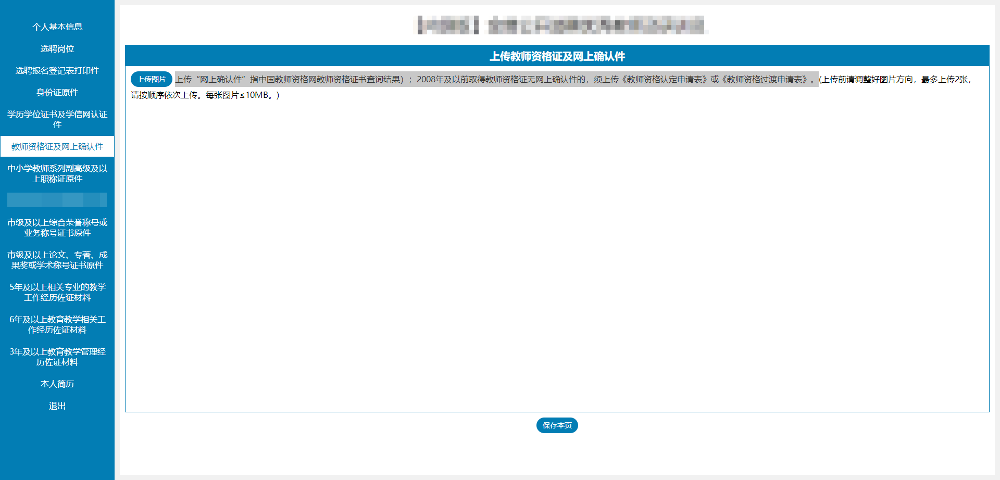 个人基本信息
选聘岗位
选聘报名登记表打印件
身份证原件
学历学位证书及学信网认证
件
教师资格证及网上确认件
中小学教师系列副高级及以
上职称证原件
市级及以上综合荣誉称号或
业务称号证书原件
市级及以上论文、专著、成
果奖或学术称号证书原件
5年及以上相关专业的教学
工作经历佐证材料
6年及以上教育教学相关工
作经历佐证材料
3年及以上教育教学管理经
历佐证材料
本人简历
退出
上传教师资格证及网上确认件
上传图片 上传“网上确认件”指中国教师资格网教师资格证书查询结果）；2008年及以前取得教师资格证无网上确认件的，须上传《教师资格认定申请表》或《教师资格过渡申请表》。(上传前请调整好图片方向，最多上传2张，
请按顺序依次上传。每张图片≤10MB。)
保存本页